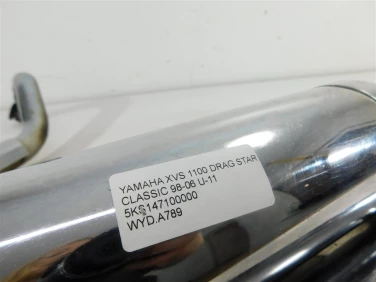 YAMAHA XVS 1100 DRAG STAR
CLASSIC 98-06 U-11
5KS147100000
WYD.A789